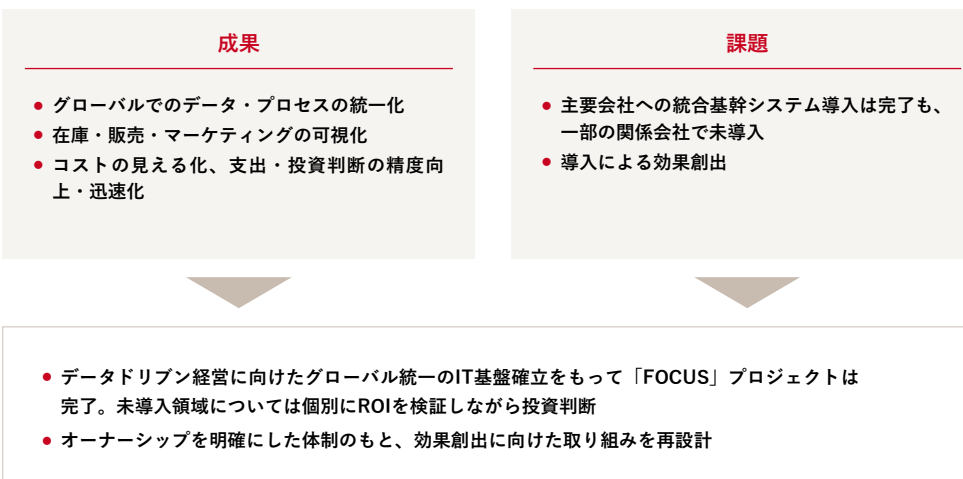 成果
● グローバルでのデータ・プロセスの統一化
● 在庫・販売・マーケティングの可視化
● コストの見える化、支出・投資判断の精度向
上・迅速化
課題
● 主要会社への統合基幹システム導入は完了も、
一部の関係会社で未導入
● 導入による効果創出
● データドリブン経営に向けたグローバル統一のIT基盤確立をもって「FOCUS」プロジェクトは
完了。未導入領域については個別にROIを検証しながら投資判断
● オーナーシップを明確にした体制のもと、効果創出に向けた取り組みを再設計